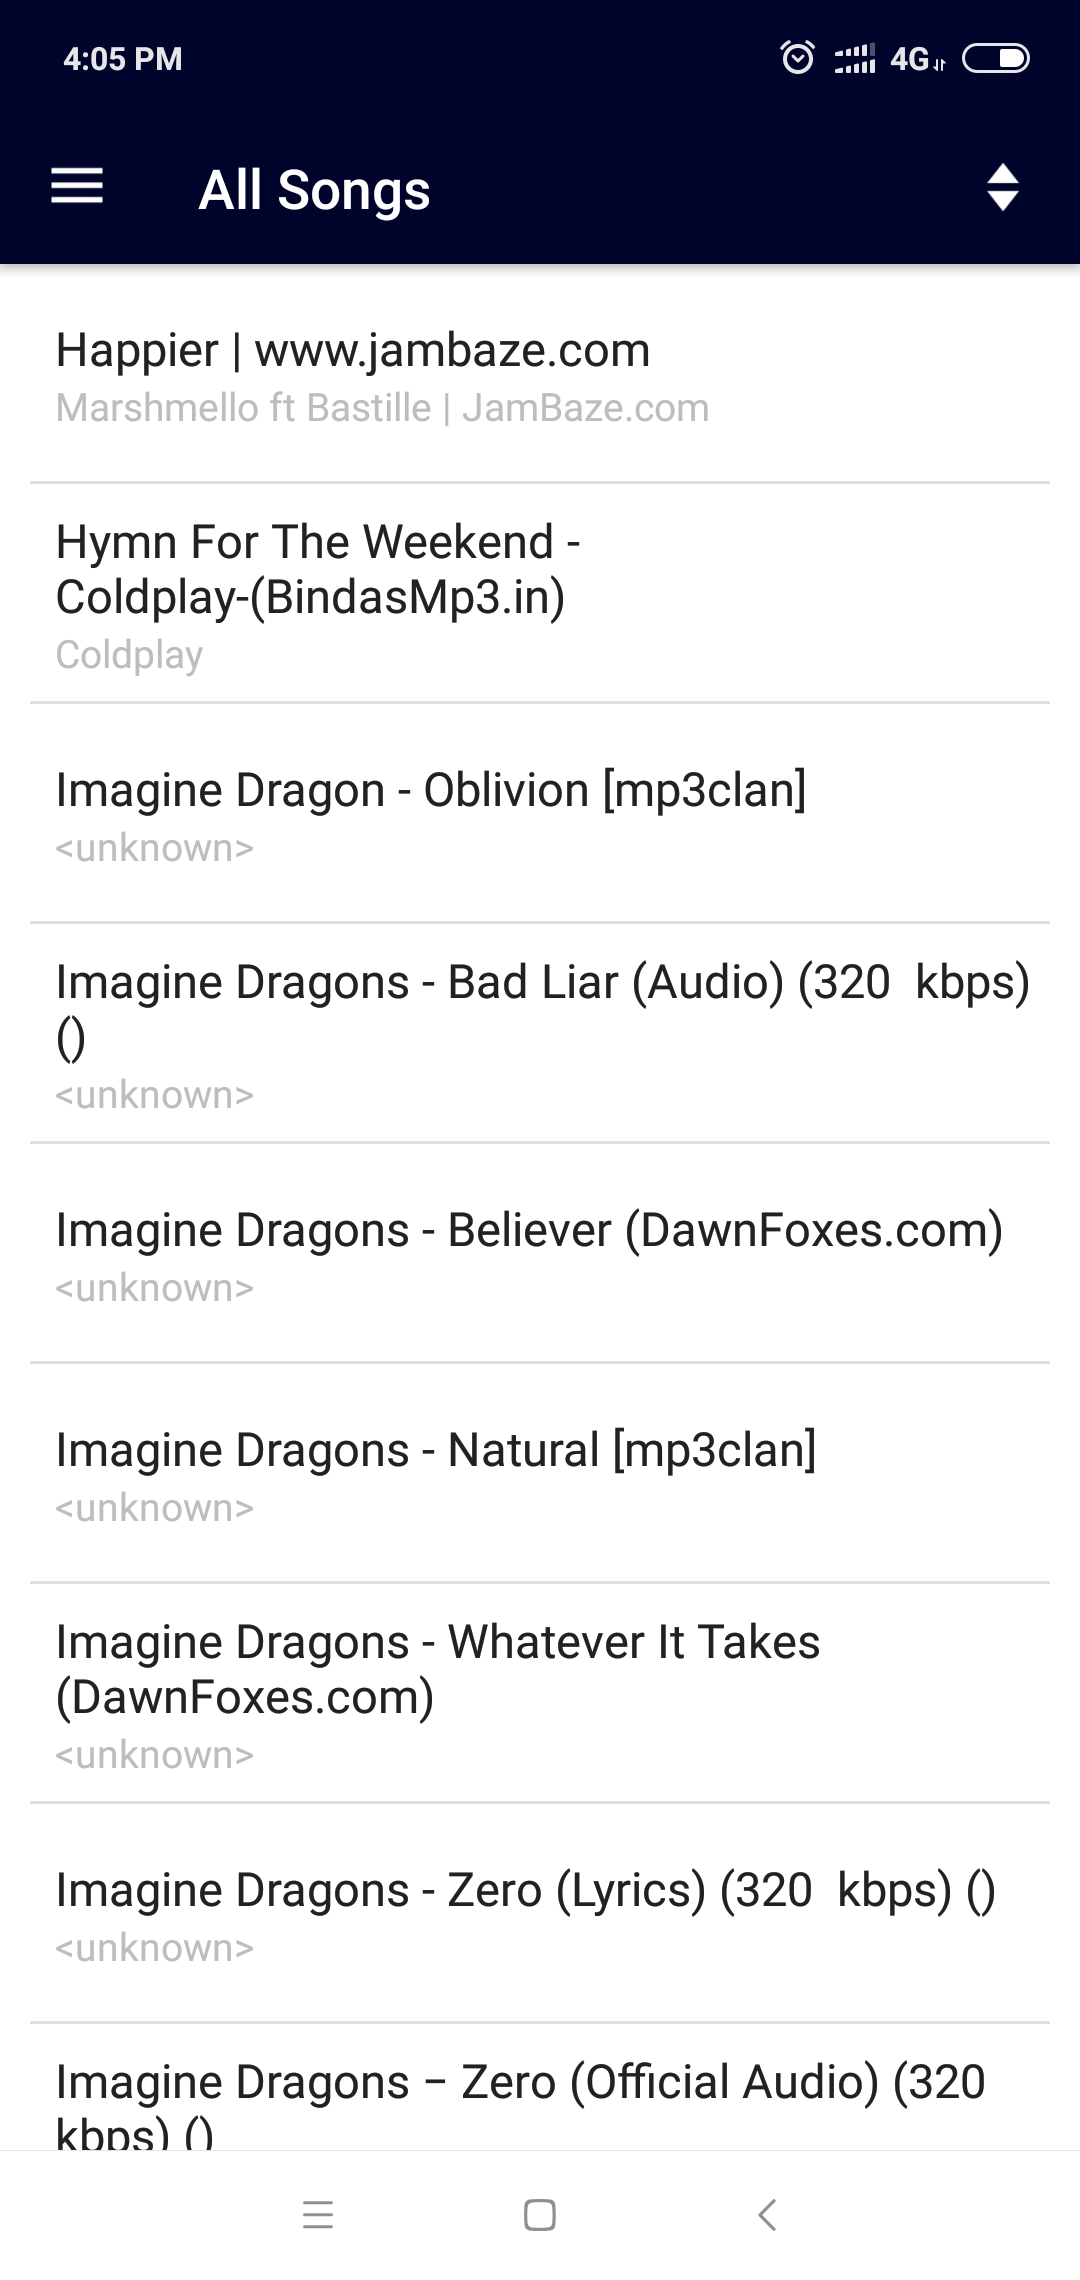 4:05 PM
4G
All Songs
Happier | www.jambaze.com
Marshmello ft Bastille | JamBaze.com
Hymn For The Weekend -
Coldplay-(BindasMp3.in)
Coldplay
Imagine Dragon - Oblivion [mp3clan]
<unknown>
Imagine Dragons - Bad Liar (Audio) (320  kbps)
()
<unknown>
Imagine Dragons - Believer (DawnFoxes.com)
<unknown>
Imagine Dragons - Natural [mp3clan]
<unknown>
Imagine Dragons - Whatever It Takes
(DawnFoxes.com)
<unknown>
Imagine Dragons - Zero (Lyrics) (320  kbps) ()
<unknown>
Imagine Dragons – Zero (Official Audio) (320
kbps) ()